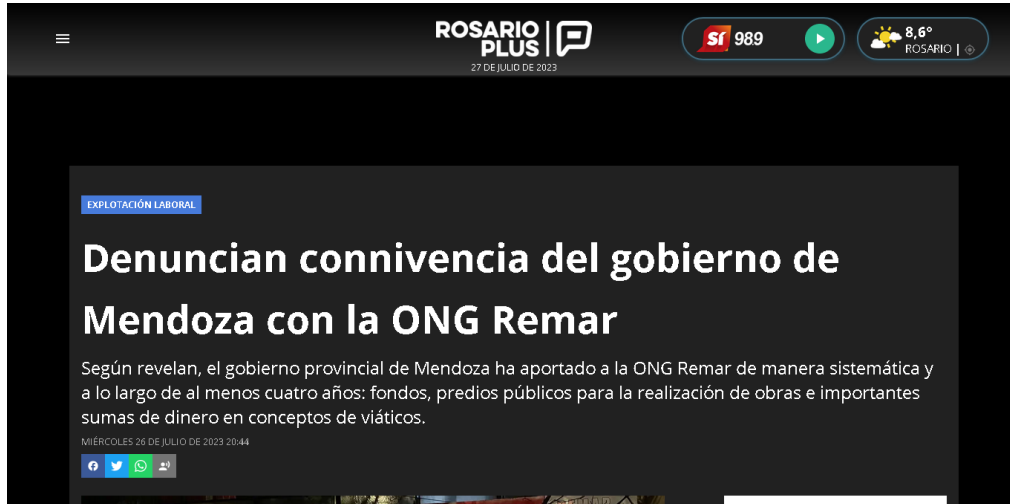 ROSARIO
PLUS
27 DE JULIO DE 2023
Sí 98.9
8,6°
ROSARIO |
EXPLOTACIÓN LABORAL
Denuncian connivencia del gobierno de
Mendoza con la ONG Remar
Según revelan, el gobierno provincial de Mendoza ha aportado a la ONG Remar de manera sistemática y
a lo largo de al menos cuatro años: fondos, predios públicos para la realización de obras e importantes
sumas de dinero en conceptos de viáticos.
MIÉRCOLES 26 DE JULIO DE 2023 20:44